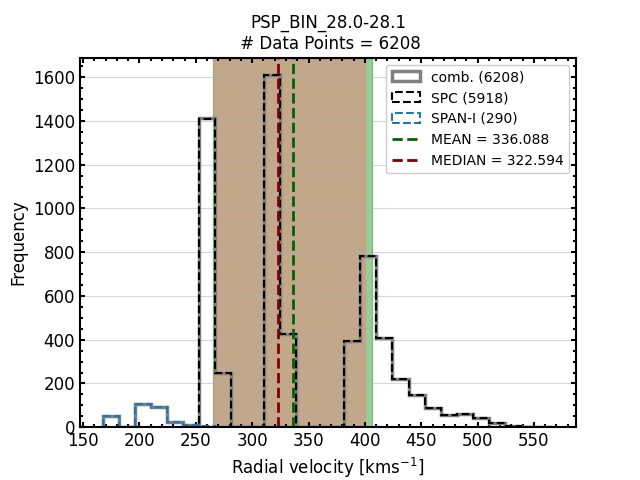 PSP_BIN_28.0-28.1
# Data Points = 6208
comb. (6208)
SPC (5918)
SPAN-I (290)
MEAN = 336.088
MEDIAN = 322.594
Frequency
1600
1400
1200
1000
800
600
400
200
0
150 200 250 300 350 400 450 500 550
Radial velocity [kms⁻¹]